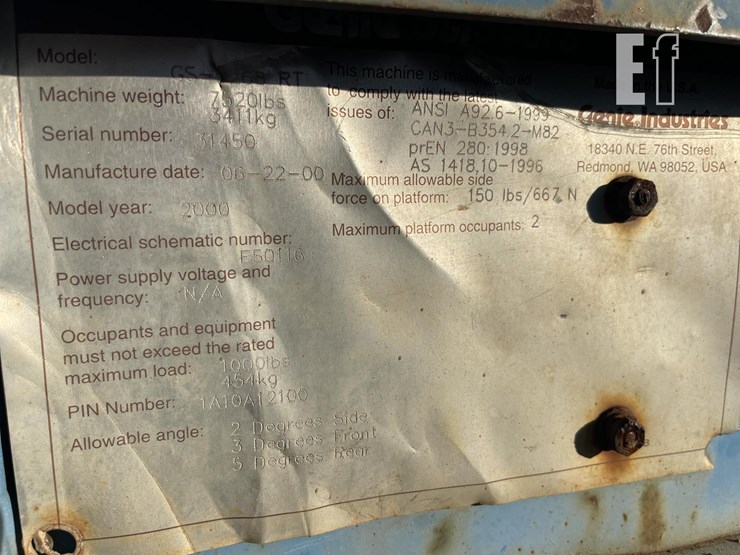 Ef
Genie
Model:
RT
Machine weight: 7520lbs
3411kg
Serial number: 31450
Manufacture date: 06-22-00
Model year: 2000
Electrical schematic number:
E50116
Power supply voltage and
frequency: N/A
Occupants and equipment
must not exceed the rated
maximum load: 1000lbs
454kg
PIN Number: 1A10A12100
Allowable angle: 2 Degrees Side
3 Degrees Front
5 Degrees Rear
This machine is manufactured
to comply with the latest
issues of: ANSI A92.6-1999
CAN3-B354.2-M82
prEN 280:1998
AS 1418.10-1996
Maximum allowable side
force on platform: 150 lbs/667 N
Maximum platform occupants: 2
Genie Industries
18340 N.E. 76th Street,
Redmond, WA 98052, USA